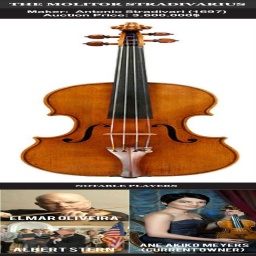 THE MOLITOR STRADIVARIUS
Maker: Antonio Stradivari (1697)
Auction Price: 3.600.000$
NOTABLE PLAYERS
ELMAR OLIVEIRA
ALBERT STERN
ANE AKIKO MEYERS
(CURRENT OWNER)